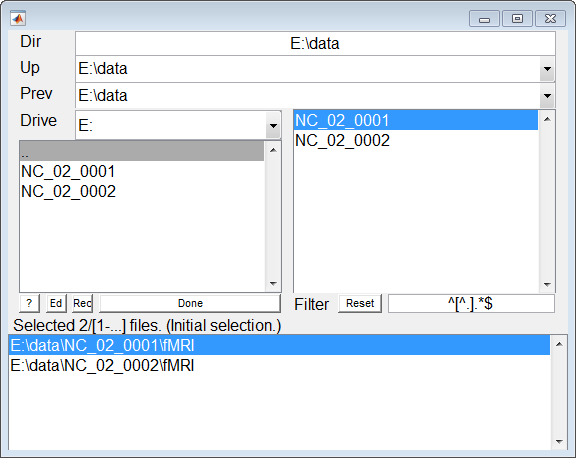 Dir E:\data
Up E:\data
Prev E:\data
Drive E:
..
NC_02_0001
NC_02_0002
NC_02_0001
NC_02_0002
? Ed Rec Done
Filter Reset ^[^.].*$
Selected 2/[1-...] files. (Initial selection.)
E:\data\NC_02_0001\fMRI
E:\data\NC_02_0002\fMRI